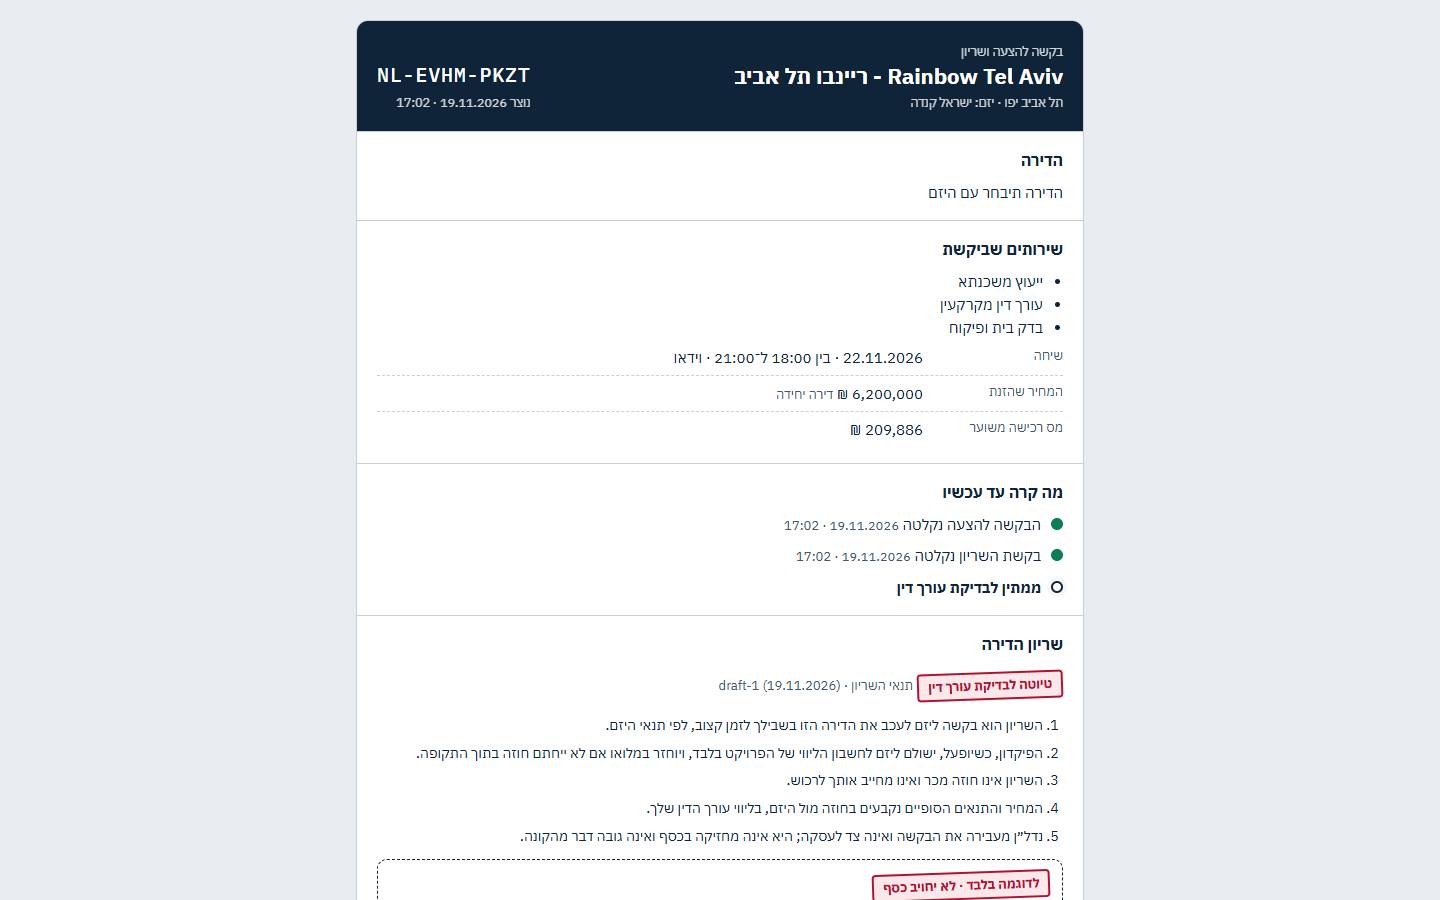 בקשה להצעה ושריון
Rainbow Tel Aviv - ריינבו תל אביב
תל אביב יפו · יזם: ישראל קנדה
NL-EVHM-PKZT
נוצר 19.11.2026 · 17:02
הדירה
הדירה תיבחר עם היזם
שירותים שביקשת
• ייעוץ משכנתא
• עורך דין מקרקעין
• בדק בית ופיקוח
שיחה 22.11.2026 · בין 18:00 ל־21:00 · וידאו
המחיר שהזנת 6,200,000 ₪ דירה יחידה
מס רכישה משוער 209,886 ₪
מה קרה עד עכשיו
הבקשה להצעה נקלטה 19.11.2026 · 17:02
בקשת השריון נקלטה 19.11.2026 · 17:02
ממתין לבדיקת עורך דין
שריון הדירה
טיוטה לבדיקת עורך דין תנאי השריון · draft-1 (19.11.2026)
1. השריון הוא בקשה ליזם לעכב את הדירה הזו בשבילך לזמן קצוב, לפי תנאי היזם.
2. הפיקדון, כשיופעל, ישולם ליזם לחשבון הליווי של הפרויקט בלבד, ויוחזר במלואו אם לא ייחתם חוזה בתוך התקופה.
3. השריון אינו חוזה מכר ואינו מחייב אותך לרכוש.
4. המחיר והתנאים הסופיים נקבעים בחוזה מול היזם, בליווי עורך הדין שלך.
5. נדל״ן מעבירה את הבקשה ואינה צד לעסקה; היא אינה מחזיקה בכסף ואינה גובה דבר מהקונה.
לדוגמה בלבד · לא יחויב כסף